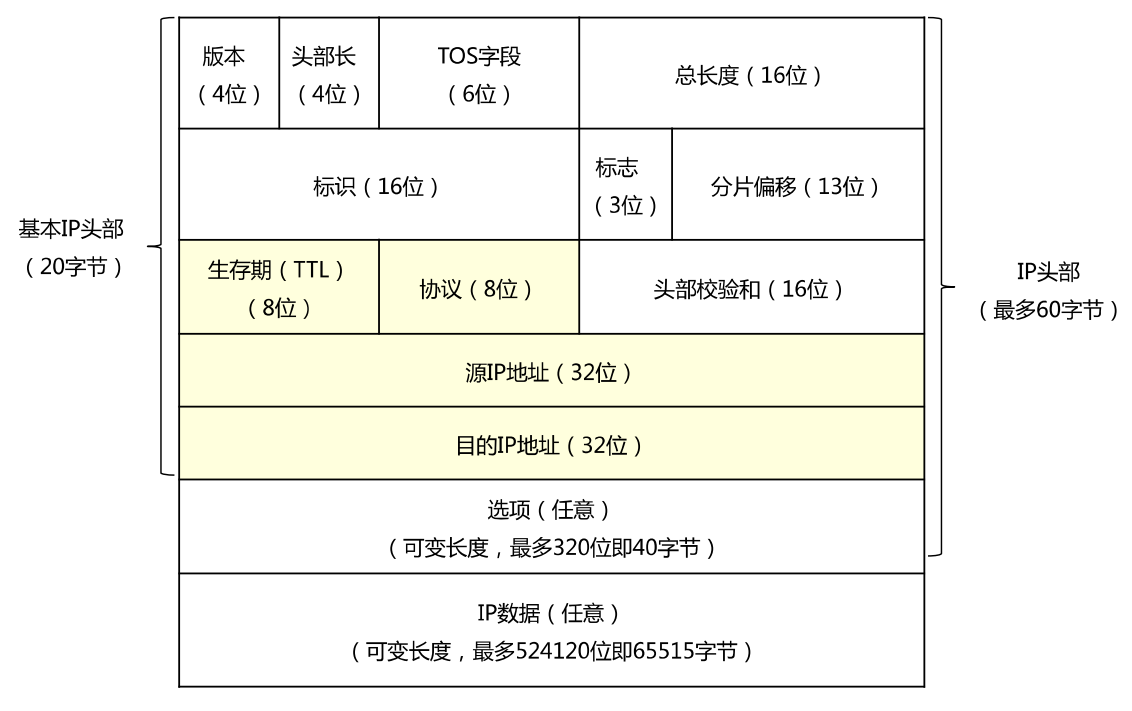 版本
（4位）
头部长
（4位）
TOS字段
（6位）
总长度（16位）
标识（16位）
标志
（3位）
分片偏移（13位）
基本IP头部
（20字节）
生存期（TTL）
（8位）
协议（8位）
头部校验和（16位）
IP头部
（最多60字节）
源IP地址（32位）
目的IP地址（32位）
选项（任意）
（可变长度，最多320位即40字节）
IP数据（任意）
（可变长度，最多524120位即65515字节）